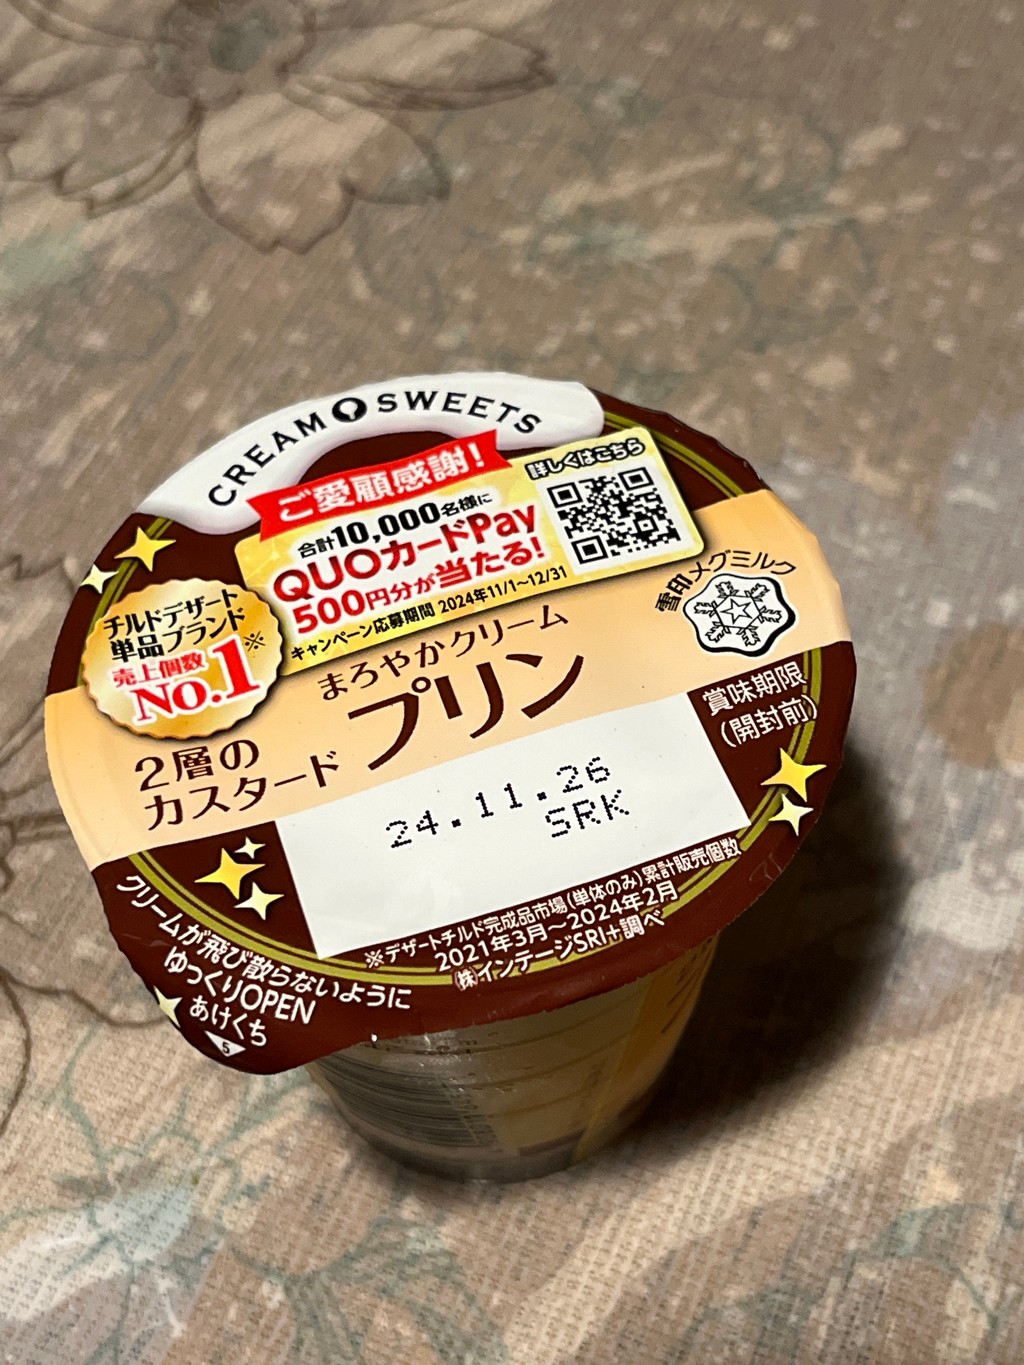 CREAM SWEETS
ご愛顧感謝!
詳しくはこちら
合計10,000名様に
QUOカードPay
500円分が当たる!
キャンペーン応募期間 2024年11/1~12/31
雪印メグミルク
チルドデザート
単品ブランド※
売上個数
No.1
まろやかクリーム
プリン
2層の
カスタード
賞味期限
(開封前)
24.11.26
SRK
※デザートチルド完成品市場(単体のみ)累計販売個数
2021年3月~2024年2月
㈱インテージSRI+調べ
クリームが飛び散らないように
ゆっくりOPEN
あけくち
5